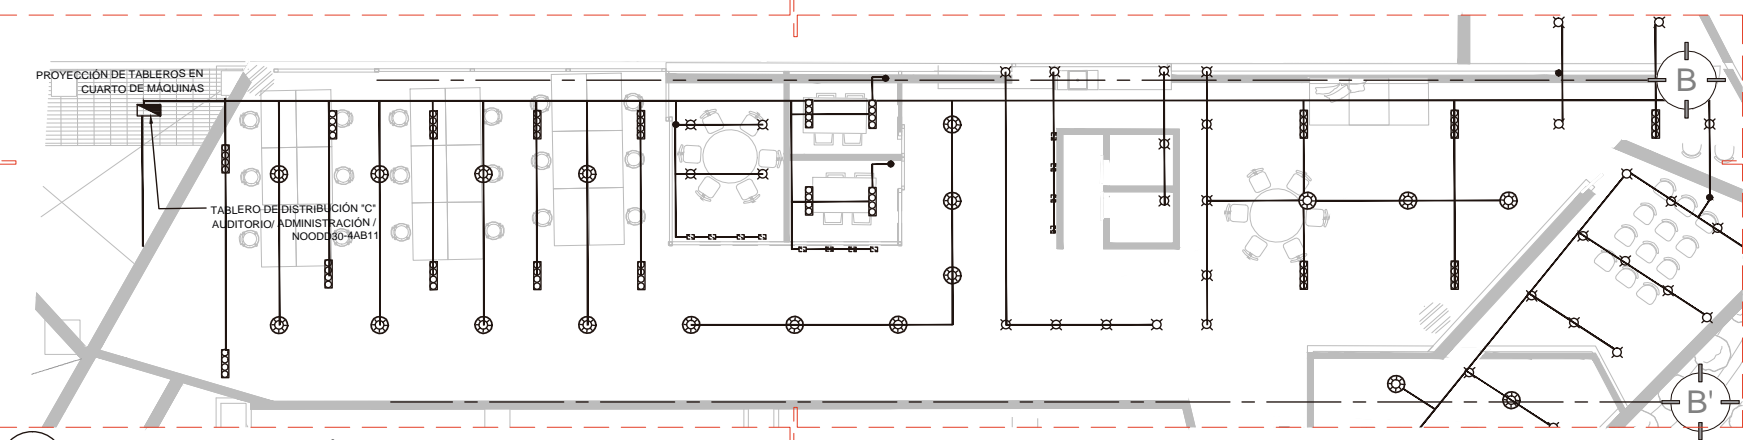 PROYECCIÓN DE TABLEROS EN
CUARTO DE MÁQUINAS
TABLERO DE DISTRIBUCIÓN "C"
AUDITORIO/ ADMINISTRACIÓN /
NOODD30-4AB11
B
B'